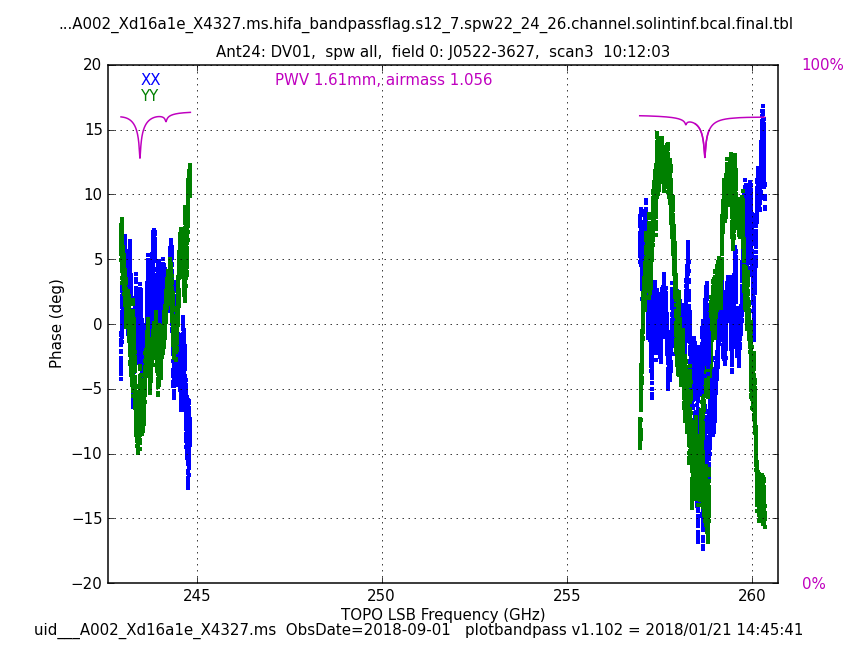 ...A002_Xd16a1e_X4327.ms.hifa_bandpassflag.s12_7.spw22_24_26.channel.solintinf.bcal.final.tbl
Ant24: DV01,  spw all,  field 0: J0522-3627,  scan3  10:12:03
20
15
10
5
0
−5
−10
−15
−20
Phase (deg)
XX
YY
PWV 1.61mm, airmass 1.056
100%
0%
245
250
255
260
TOPO LSB Frequency (GHz)
uid___A002_Xd16a1e_X4327.ms  ObsDate=2018-09-01   plotbandpass v1.102 = 2018/01/21 14:45:41